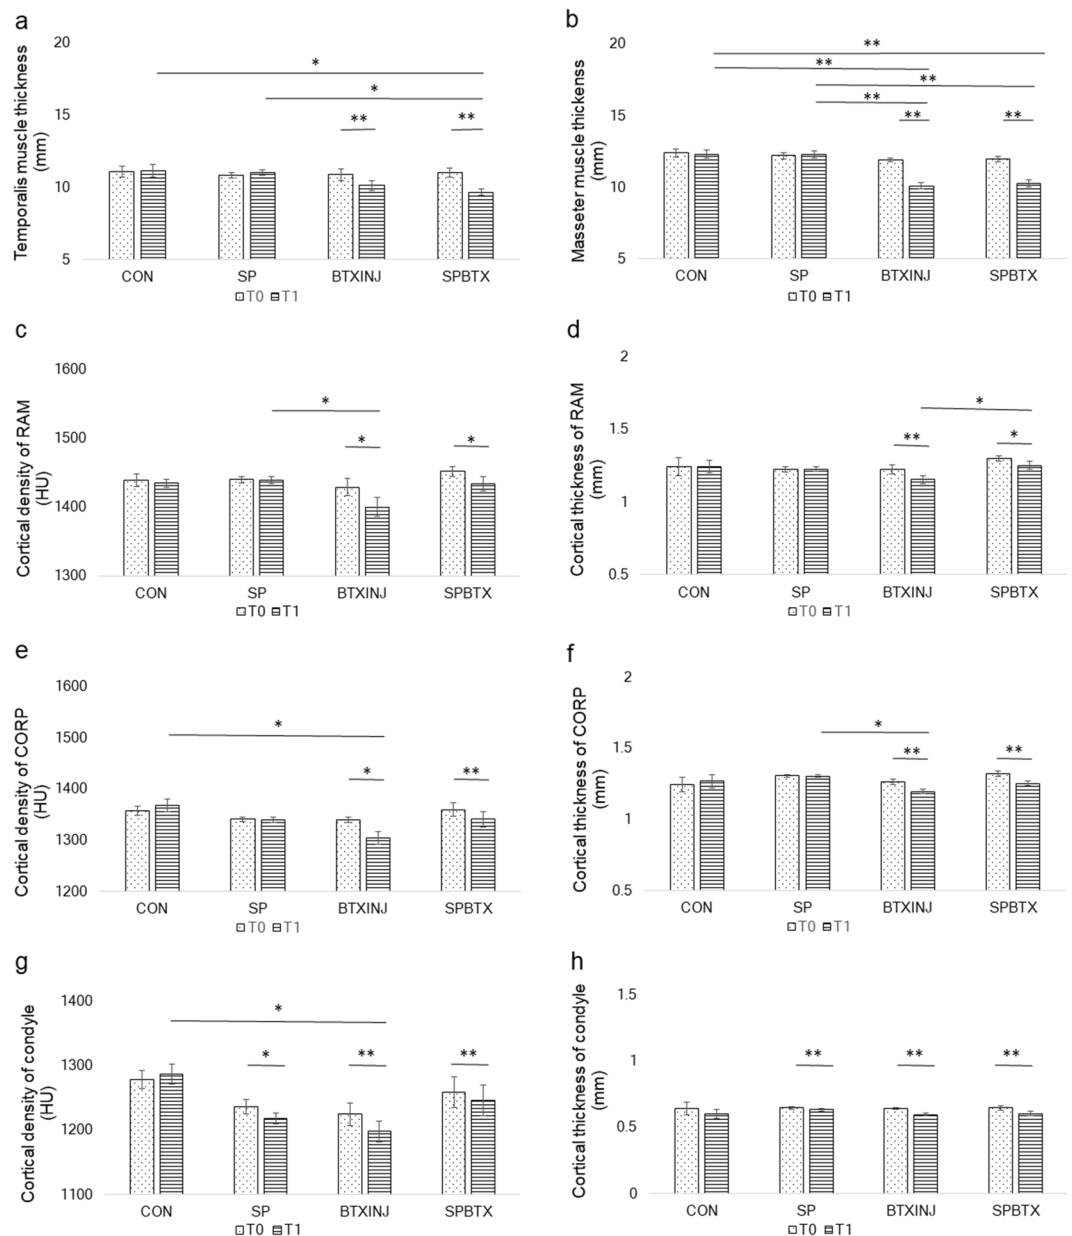 a
Temporalis muscle thickness
(mm)
20
15
10
5
*
*
**
**
CON SP BTXINJ SPBTX
T0 T1
b
Masseter muscle thickenss
(mm)
20
15
10
5
**
**
**
**
**
**
CON SP BTXINJ SPBTX
T0 T1
c
Cortical density of RAM
(HU)
1600
1500
1400
1300
*
*
*
CON SP BTXINJ SPBTX
T0 T1
d
Cortical thickness of RAM
(mm)
2
1.5
1
0.5
*
**
*
CON SP BTXINJ SPBTX
T0 T1
e
Cortical density of CORP
(HU)
1600
1500
1400
1300
1200
*
*
**
CON SP BTXINJ SPBTX
T0 T1
f
Cortical thickness of CORP
(mm)
2
1.5
1
0.5
*
**
**
CON SP BTXINJ SPBTX
T0 T1
g
Cortical density of condyle
(HU)
1400
1300
1200
1100
*
*
**
**
CON SP BTXINJ SPBTX
T0 T1
h
Cortical thickness of condyle
(mm)
1.5
1
0.5
0
**
**
**
CON SP BTXINJ SPBTX
T0 T1